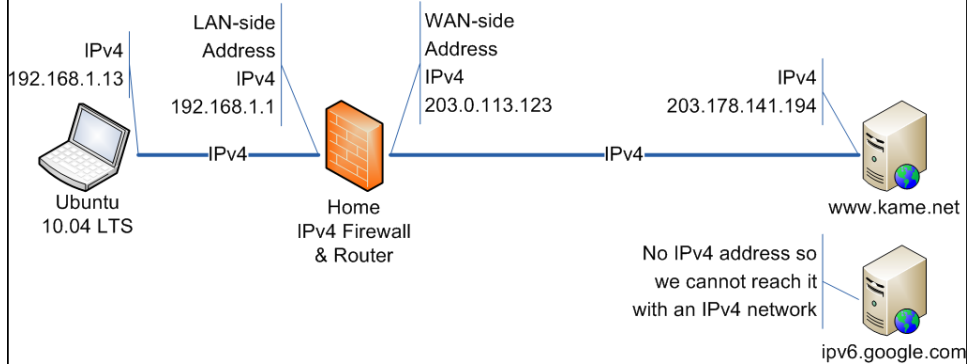 IPv4
192.168.1.13
LAN-side
Address
IPv4
192.168.1.1
WAN-side
Address
IPv4
203.0.113.123
IPv4
203.178.141.194
IPv4
IPv4
Ubuntu
10.04 LTS
Home
IPv4 Firewall
& Router
www.kame.net
No IPv4 address so
we cannot reach it
with an IPv4 network
ipv6.google.com